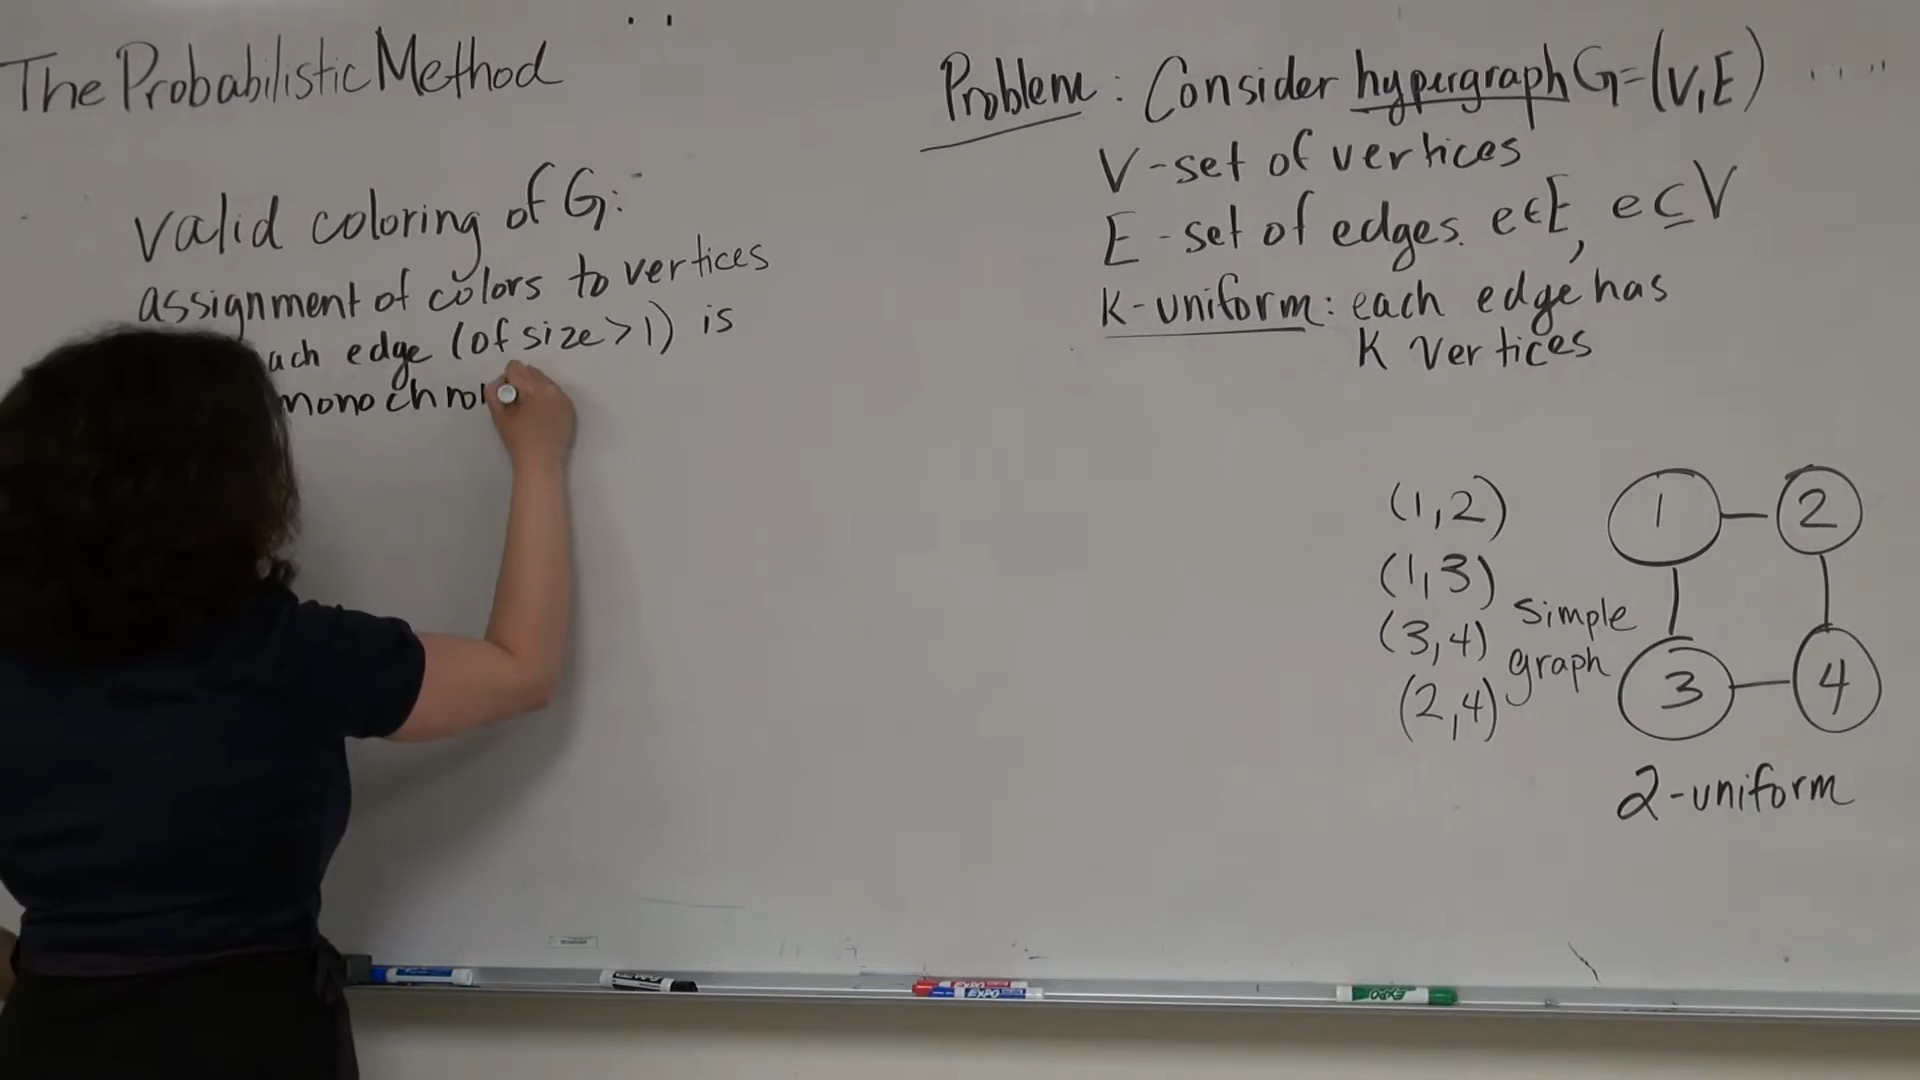 The Probabilistic Method
valid coloring of G:
assignment of colors to vertices
ach edge (of size > 1) is
monochro
Problem: Consider hypergraph G=(V,E)
V-set of vertices
E-set of edges. e∈E, e⊆V
K-uniform: each edge has
K vertices
(1,2)
(1,3)
(3,4)
(2,4)
simple
graph
1
2
3
4
2-uniform
EXPO
EXPO